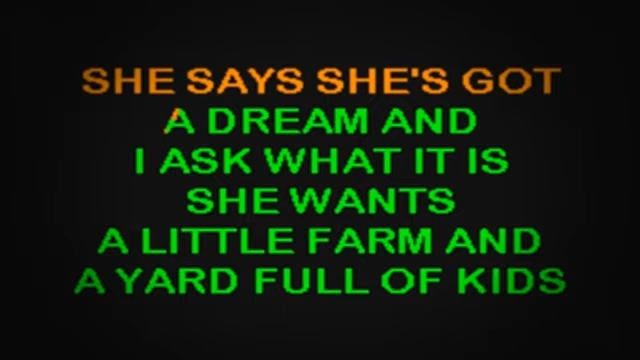 SHE SAYS SHE'S GOT
A DREAM AND
I ASK WHAT IT IS
SHE WANTS
A LITTLE FARM AND
A YARD FULL OF KIDS